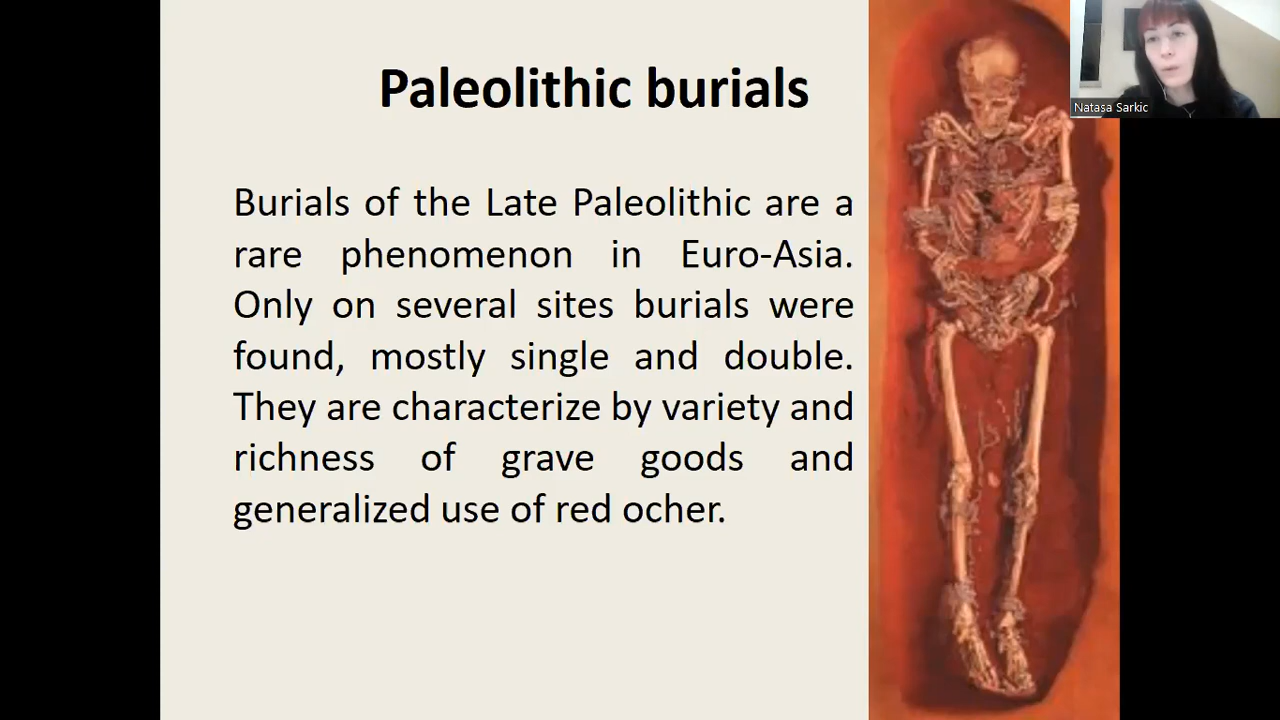 Paleolithic burials
Natasa Sarkic
Burials of the Late Paleolithic are a
rare phenomenon in Euro-Asia.
Only on several sites burials were
found, mostly single and double.
They are characterize by variety and
richness of grave goods and
generalized use of red ocher.